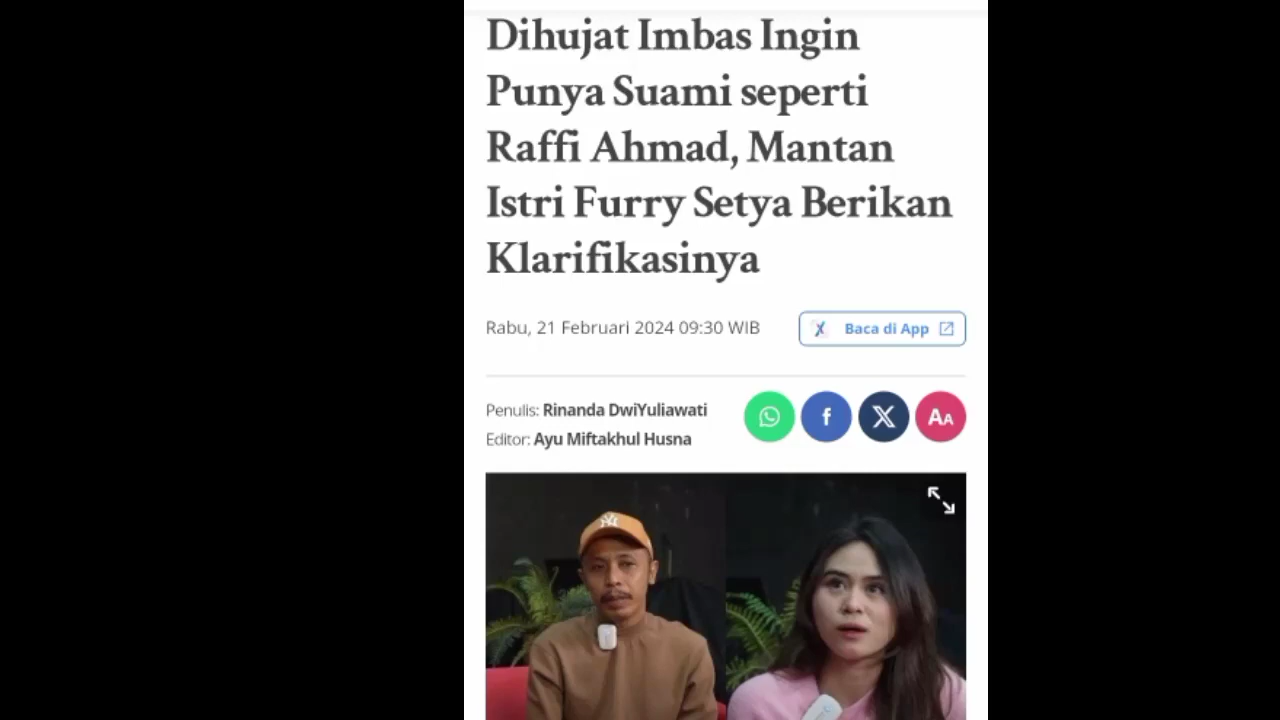 Dihujat Imbas Ingin
Punya Suami seperti
Raffi Ahmad, Mantan
Istri Furry Setya Berikan
Klarifikasinya
Rabu, 21 Februari 2024 09:30 WIB
Baca di App
Penulis: Rinanda DwiYuliawati
Editor: Ayu Miftakhul Husna
AA